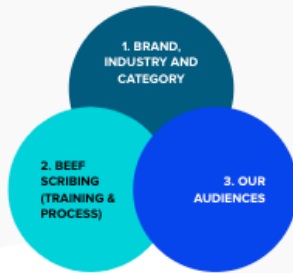 1. BRAND,
INDUSTRY AND
CATEGORY
2. BEEF
SCRIBING
(TRAINING &
PROCESS)
3. OUR
AUDIENCES